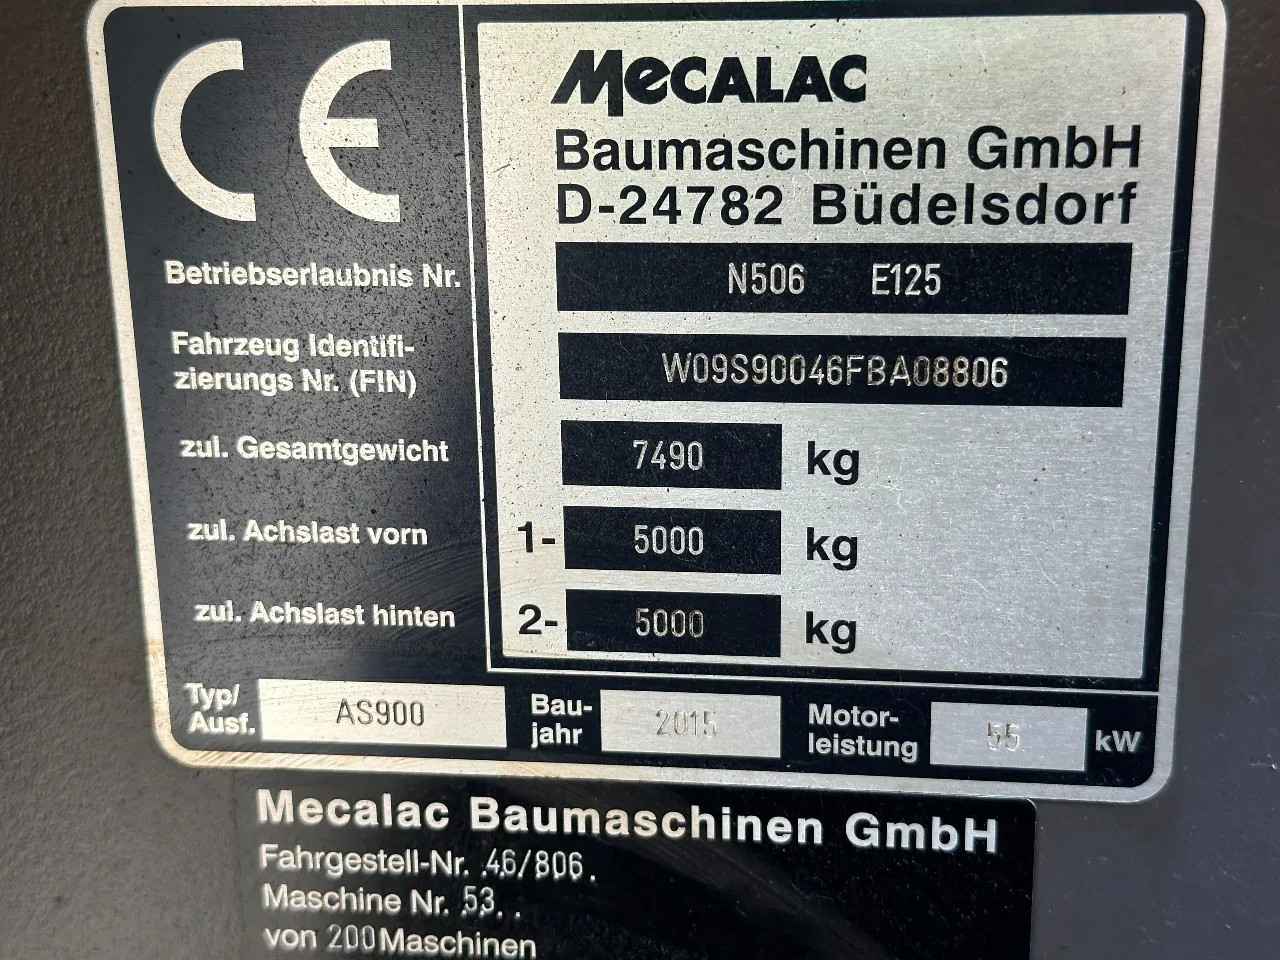 CE
MeCALAC
Baumaschinen GmbH
D-24782 Büdelsdorf
Betriebserlaubnis Nr. N506 E125
Fahrzeug Identifi-
zierungs Nr. (FIN) W09S90046FBA08806
zul. Gesamtgewicht 7490 kg
zul. Achslast vorn 1- 5000 kg
zul. Achslast hinten 2- 5000 kg
Typ/
Ausf. AS900
Bau-
jahr 2015
Motor-
leistung 55 kW
Mecalac Baumaschinen GmbH
Fahrgestell-Nr. 46/806.
Maschine Nr. 53. .
von 200 Maschinen